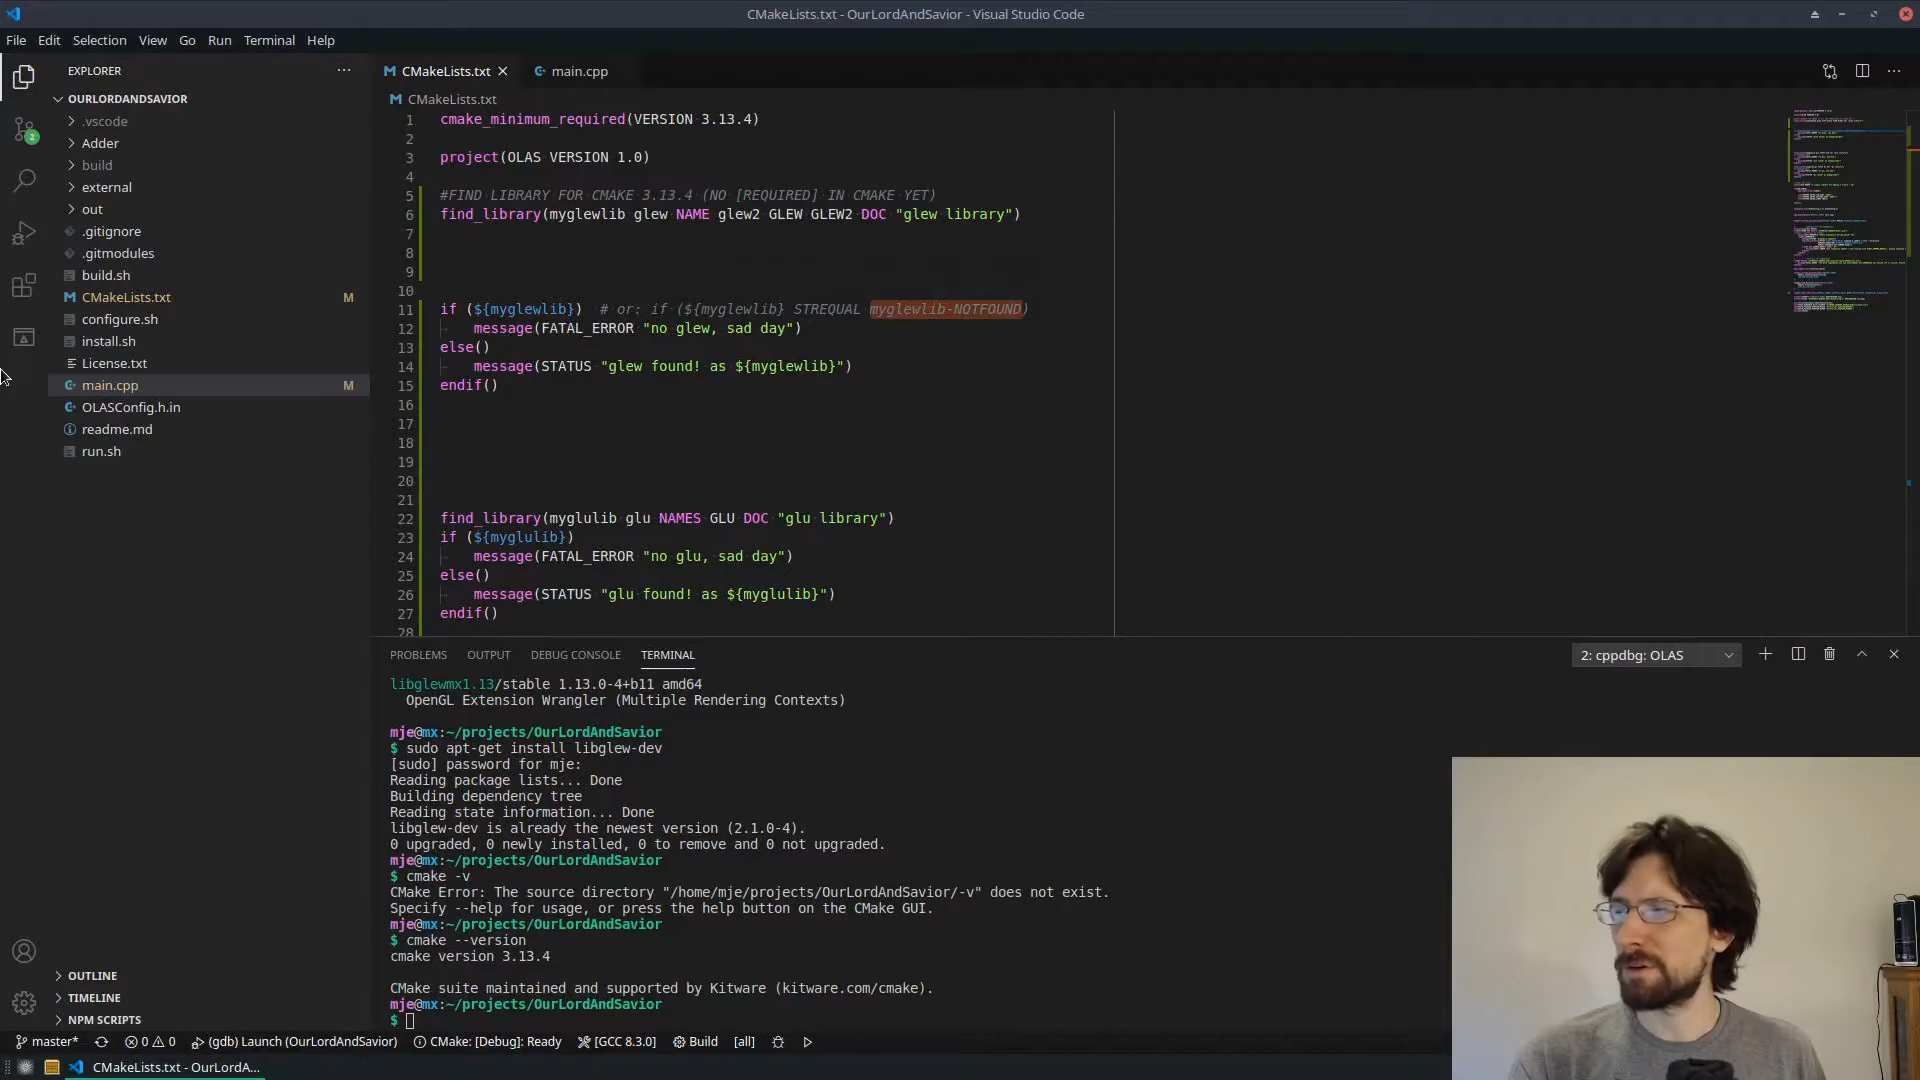 CMakeLists.txt - OurLordAndSavior - Visual Studio Code
File Edit Selection View Go Run Terminal Help
EXPLORER
CMakeLists.txt
main.cpp
OURLORDANDSAVIOR
CMakeLists.txt
.vscode
Adder
build
external
out
.gitignore
.gitmodules
build.sh
CMakeLists.txt M
configure.sh
install.sh
License.txt
main.cpp M
OLASConfig.h.in
readme.md
run.sh
2
1 cmake_minimum_required(VERSION 3.13.4)
2
3 project(OLAS VERSION 1.0)
4
5 #FIND LIBRARY FOR CMAKE 3.13.4 (NO [REQUIRED] IN CMAKE YET)
6 find_library(myglewlib glew NAME glew2 GLEW GLEW2 DOC "glew library")
7
8
9
10
11 if (${myglewlib}) # or: if (${myglewlib} STREQUAL myglewlib-NOTFOUND)
12 message(FATAL_ERROR "no glew, sad day")
13 else()
14 message(STATUS "glew found! as ${myglewlib}")
15 endif()
16
17
18
19
20
21
22 find_library(myglulib glu NAMES GLU DOC "glu library")
23 if (${myglulib})
24 message(FATAL_ERROR "no glu, sad day")
25 else()
26 message(STATUS "glu found! as ${myglulib}")
27 endif()
28
PROBLEMS OUTPUT DEBUG CONSOLE TERMINAL
2: cppdbg: OLAS
libglewmx1.13/stable 1.13.0-4+b11 amd64
OpenGL Extension Wrangler (Multiple Rendering Contexts)
mje@mx:~/projects/OurLordAndSavior
$ sudo apt-get install libglew-dev
[sudo] password for mje:
Reading package lists... Done
Building dependency tree
Reading state information... Done
libglew-dev is already the newest version (2.1.0-4).
0 upgraded, 0 newly installed, 0 to remove and 0 not upgraded.
mje@mx:~/projects/OurLordAndSavior
$ cmake -v
CMake Error: The source directory "/home/mje/projects/OurLordAndSavior/-v" does not exist.
Specify --help for usage, or press the help button on the CMake GUI.
mje@mx:~/projects/OurLordAndSavior
$ cmake --version
cmake version 3.13.4
CMake suite maintained and supported by Kitware (kitware.com/cmake).
mje@mx:~/projects/OurLordAndSavior
$
OUTLINE
TIMELINE
NPM SCRIPTS
master* 0 0 (gdb) Launch (OurLordAndSavior) CMake: [Debug]: Ready [GCC 8.3.0] Build [all]
CMakeLists.txt - OurLordA...